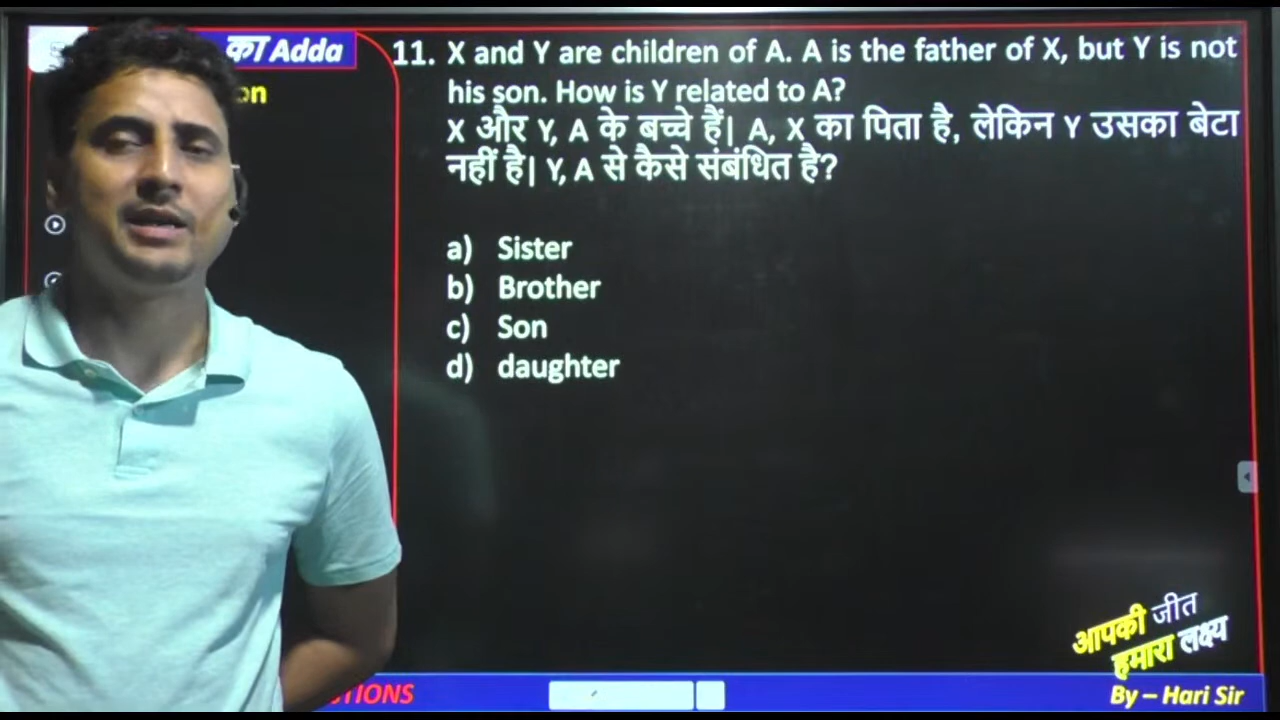 का Adda
on
11. X and Y are children of A. A is the father of X, but Y is not
his son. How is Y related to A?
X और Y, A के बच्चे हैं| A, X का पिता है, लेकिन Y उसका बेटा
नहीं है| Y, A से कैसे संबंधित है?
a) Sister
b) Brother
c) Son
d) daughter
आपकी जीत
हमारा लक्ष्य
TIONS
By – Hari Sir